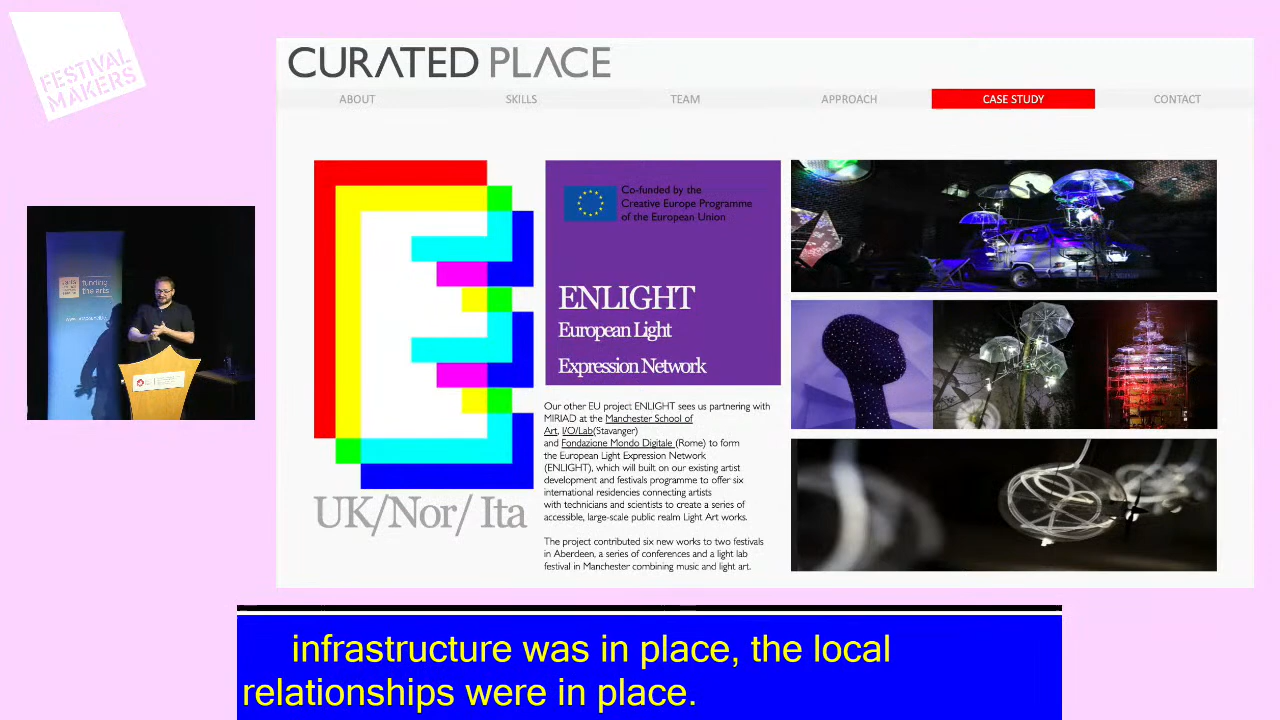 FESTIVAL
MAKERS
CURATED PLACE
ABOUT
SKILLS
TEAM
APPROACH
CASE STUDY
CONTACT
Co-funded by the
Creative Europe Programme
of the European Union
ENLIGHT
European Light
Expression Network
UK/Nor/ Ita
Our other EU project ENLIGHT sees us partnering with
MIRIAD at the Manchester School of
Art, I/O/Lab(Stavanger)
and Fondazione Mondo Digitale (Rome) to form
the European Light Expression Network
(ENLIGHT), which will built on our existing artist
development and festivals programme to offer six
international residencies connecting artists
with technicians and scientists to create a series of
accessible, large-scale public realm Light Art works.
The project contributed six new works to two festivals
in Aberdeen, a series of conferences and a light lab
festival in Manchester combining music and light art.
funding
the arts
infrastructure was in place, the local
relationships were in place.